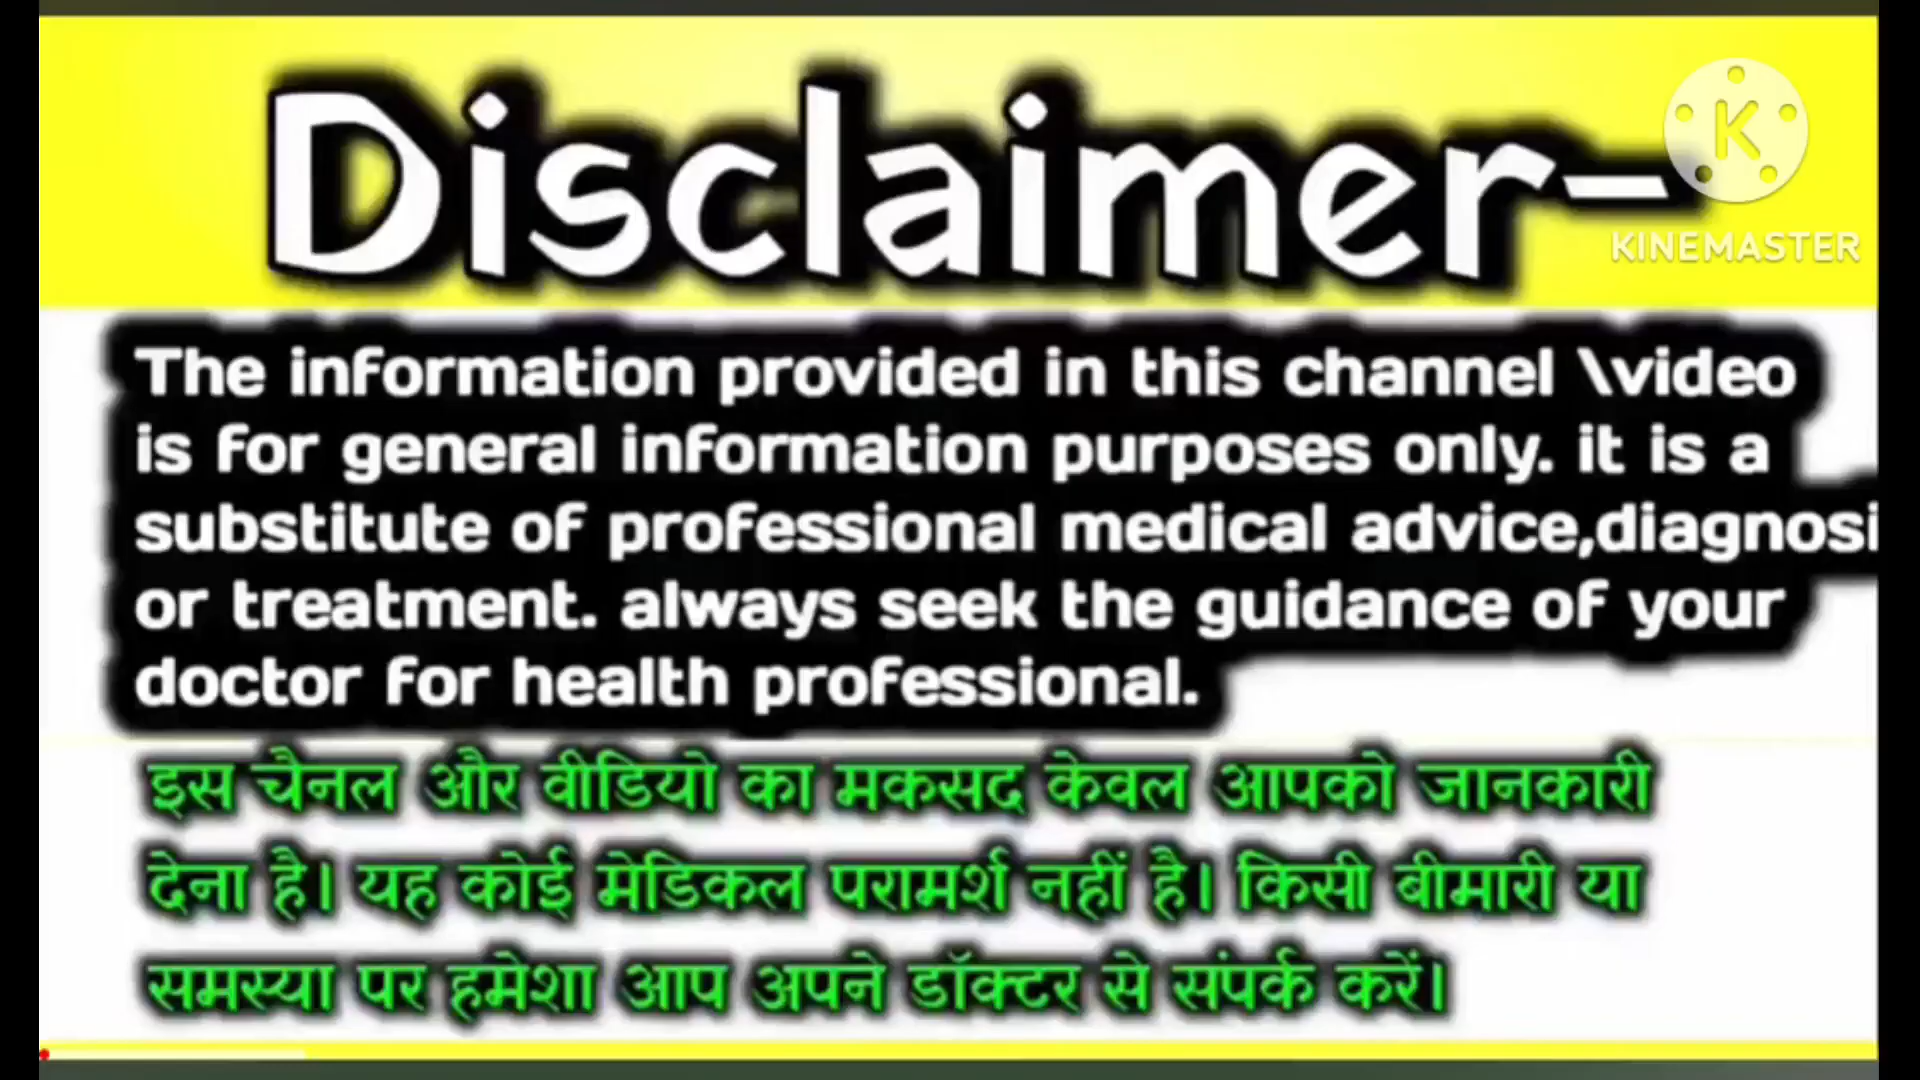 Disclaimer-
KINEMASTER
The information provided in this channel \video
is for general information purposes only. it is a
substitute of professional medical advice,diagnosi
or treatment. always seek the guidance of your
doctor for health professional.
इस चैनल और वीडियो का मकसद केवल आपको जानकारी
देना है। यह कोई मेडिकल परामर्श नहीं है। किसी बीमारी या
समस्या पर हमेशा आप अपने डॉक्टर से संपर्क करें।